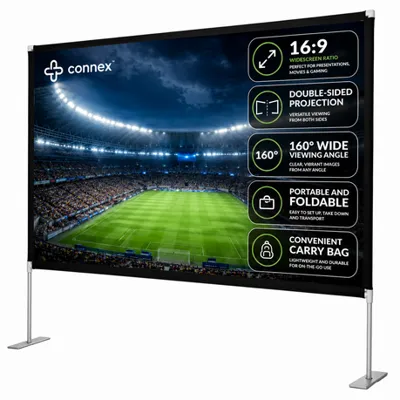 connex™
16:9
WIDESCREEN RATIO
PERFECT FOR PRESENTATIONS,
MOVIES & GAMING
DOUBLE-SIDED
PROJECTION
VERSATILE VIEWING
FROM BOTH SIDES
160°
160° WIDE
VIEWING ANGLE
CLEAR, VIBRANT IMAGES
FROM ANY ANGLE
PORTABLE AND
FOLDABLE
EASY TO SET UP, TAKE DOWN
AND TRANSPORT
CONVENIENT
CARRY BAG
LIGHTWEIGHT AND DURABLE
FOR ON-THE-GO USE